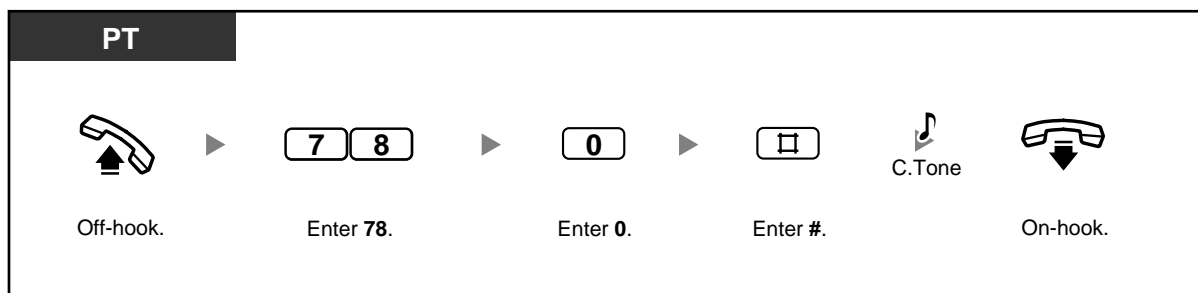 PT
7 8 0 #
C.Tone
Off-hook. Enter 78. Enter 0. Enter #. On-hook.